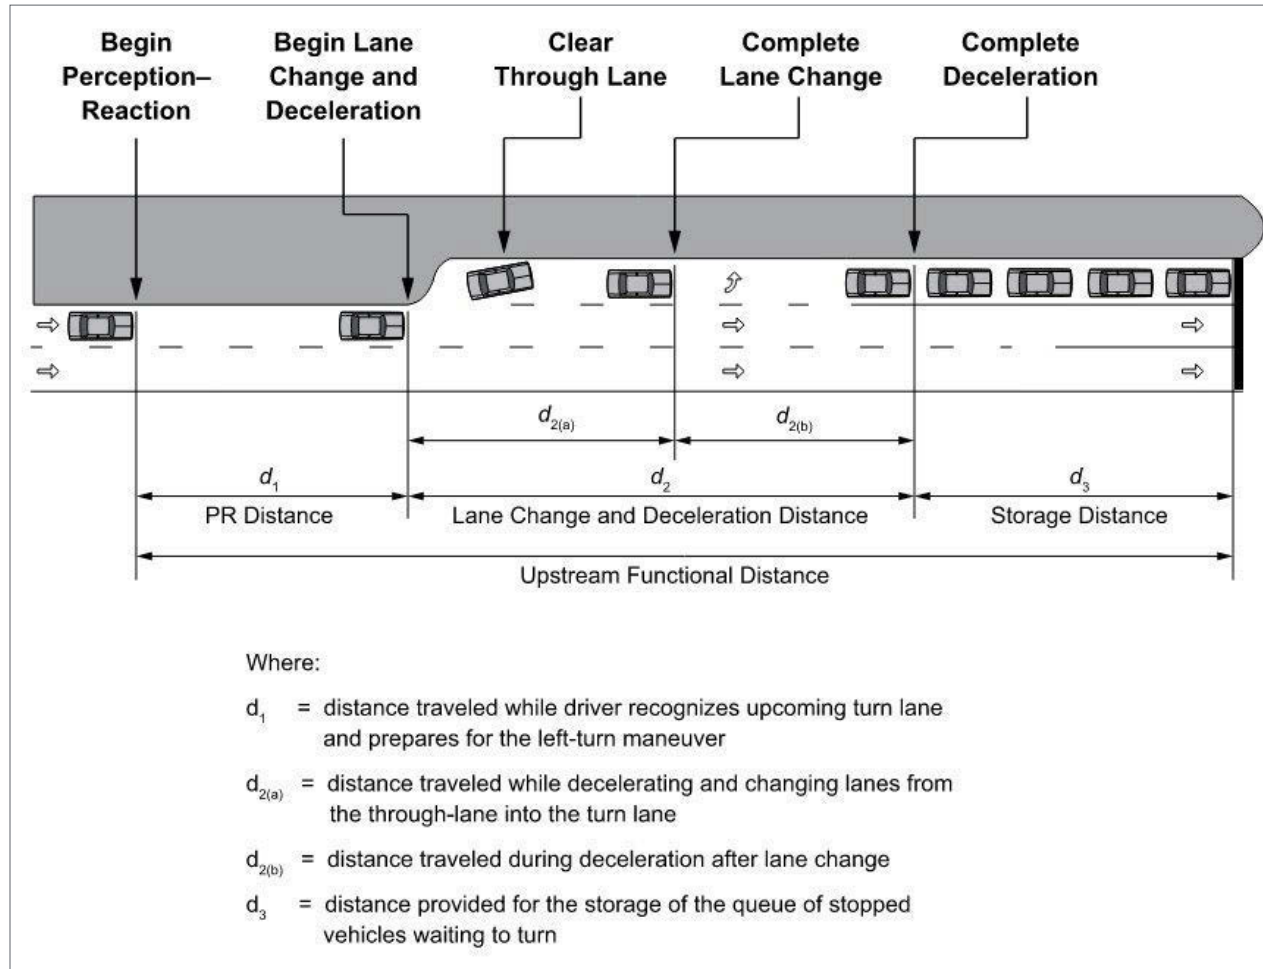 Begin
Perception–
Reaction
Begin Lane
Change and
Deceleration
Clear
Through Lane
Complete
Lane Change
Complete
Deceleration
d2(a)
d2(b)
d1
d2
d3
PR Distance
Lane Change and Deceleration Distance
Storage Distance
Upstream Functional Distance
Where:
d1 = distance traveled while driver recognizes upcoming turn lane
and prepares for the left-turn maneuver
d2(a) = distance traveled while decelerating and changing lanes from
the through-lane into the turn lane
d2(b) = distance traveled during deceleration after lane change
d3 = distance provided for the storage of the queue of stopped
vehicles waiting to turn